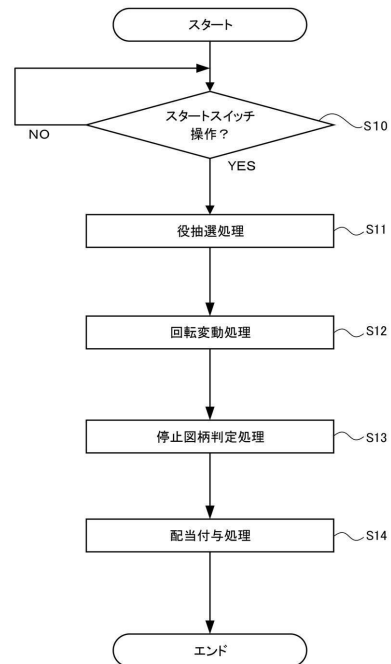 スタート
スタートスイッチ
操作？
S10
NO
YES
役抽選処理
S11
回転変動処理
S12
停止図柄判定処理
S13
配当付与処理
S14
エンド